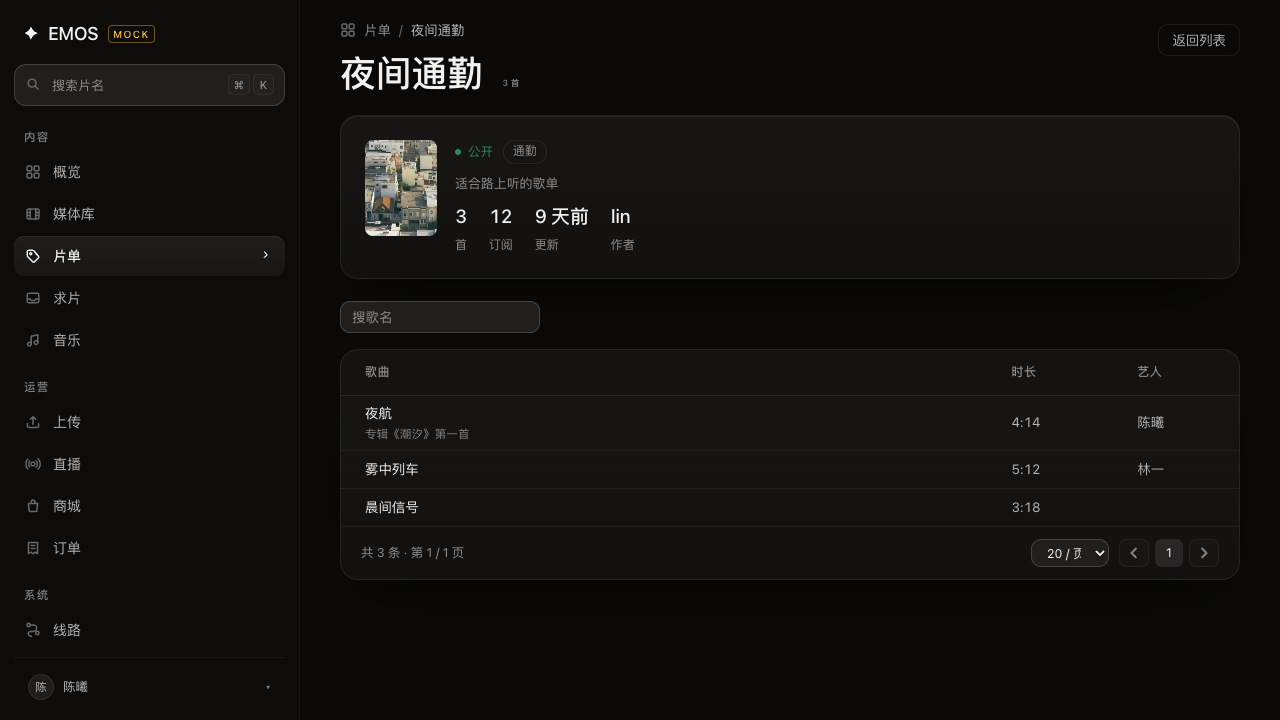 EMOS MOCK
搜索片名 ⌘ K
内容
概览
媒体库
片单
求片
音乐
运营
上传
直播
商城
订单
系统
线路
陈 陈曦
片单 / 夜间通勤
返回列表
夜间通勤 3 首
公开 通勤
适合路上听的歌单
3 12 9 天前 lin
首 订阅 更新 作者
搜歌名
歌曲 时长 艺人
夜航 4:14 陈曦
专辑《潮汐》第一首
雾中列车 5:12 林一
晨间信号 3:18
共 3 条 · 第 1 / 1 页 20 / 页 1